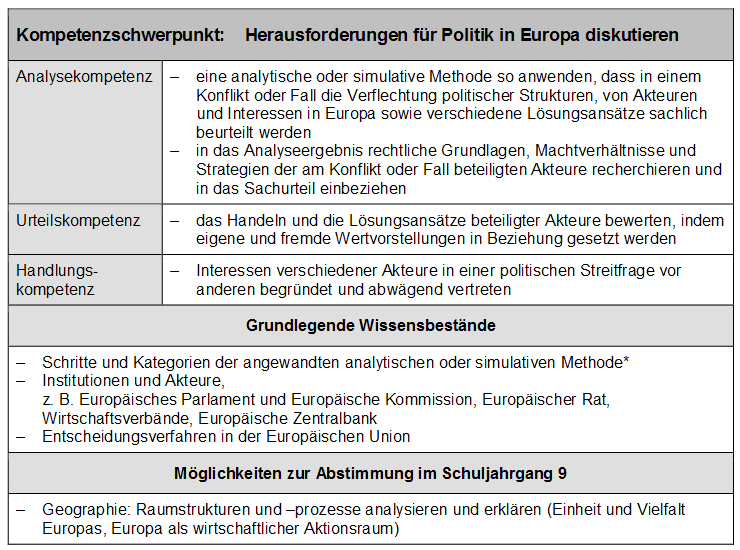 Kompetenzschwerpunkt: Herausforderungen für Politik in Europa diskutieren
Analysekompetenz
– eine analytische oder simulative Methode so anwenden, dass in einem
Konflikt oder Fall die Verflechtung politischer Strukturen, von Akteuren
und Interessen in Europa sowie verschiedene Lösungsansätze sachlich
beurteilt werden
– in das Analyseergebnis rechtliche Grundlagen, Machtverhältnisse und
Strategien der am Konflikt oder Fall beteiligten Akteure recherchieren und
in das Sachurteil einbeziehen
Urteilskompetenz
– das Handeln und die Lösungsansätze beteiligter Akteure bewerten, indem
eigene und fremde Wertvorstellungen in Beziehung gesetzt werden
Handlungs-
kompetenz
– Interessen verschiedener Akteure in einer politischen Streitfrage vor
anderen begründet und abwägend vertreten
Grundlegende Wissensbestände
– Schritte und Kategorien der angewandten analytischen oder simulativen Methode*
– Institutionen und Akteure,
z. B. Europäisches Parlament und Europäische Kommission, Europäischer Rat,
Wirtschaftsverbände, Europäische Zentralbank
– Entscheidungsverfahren in der Europäischen Union
Möglichkeiten zur Abstimmung im Schuljahrgang 9
– Geographie: Raumstrukturen und –prozesse analysieren und erklären (Einheit und Vielfalt
Europas, Europa als wirtschaftlicher Aktionsraum)